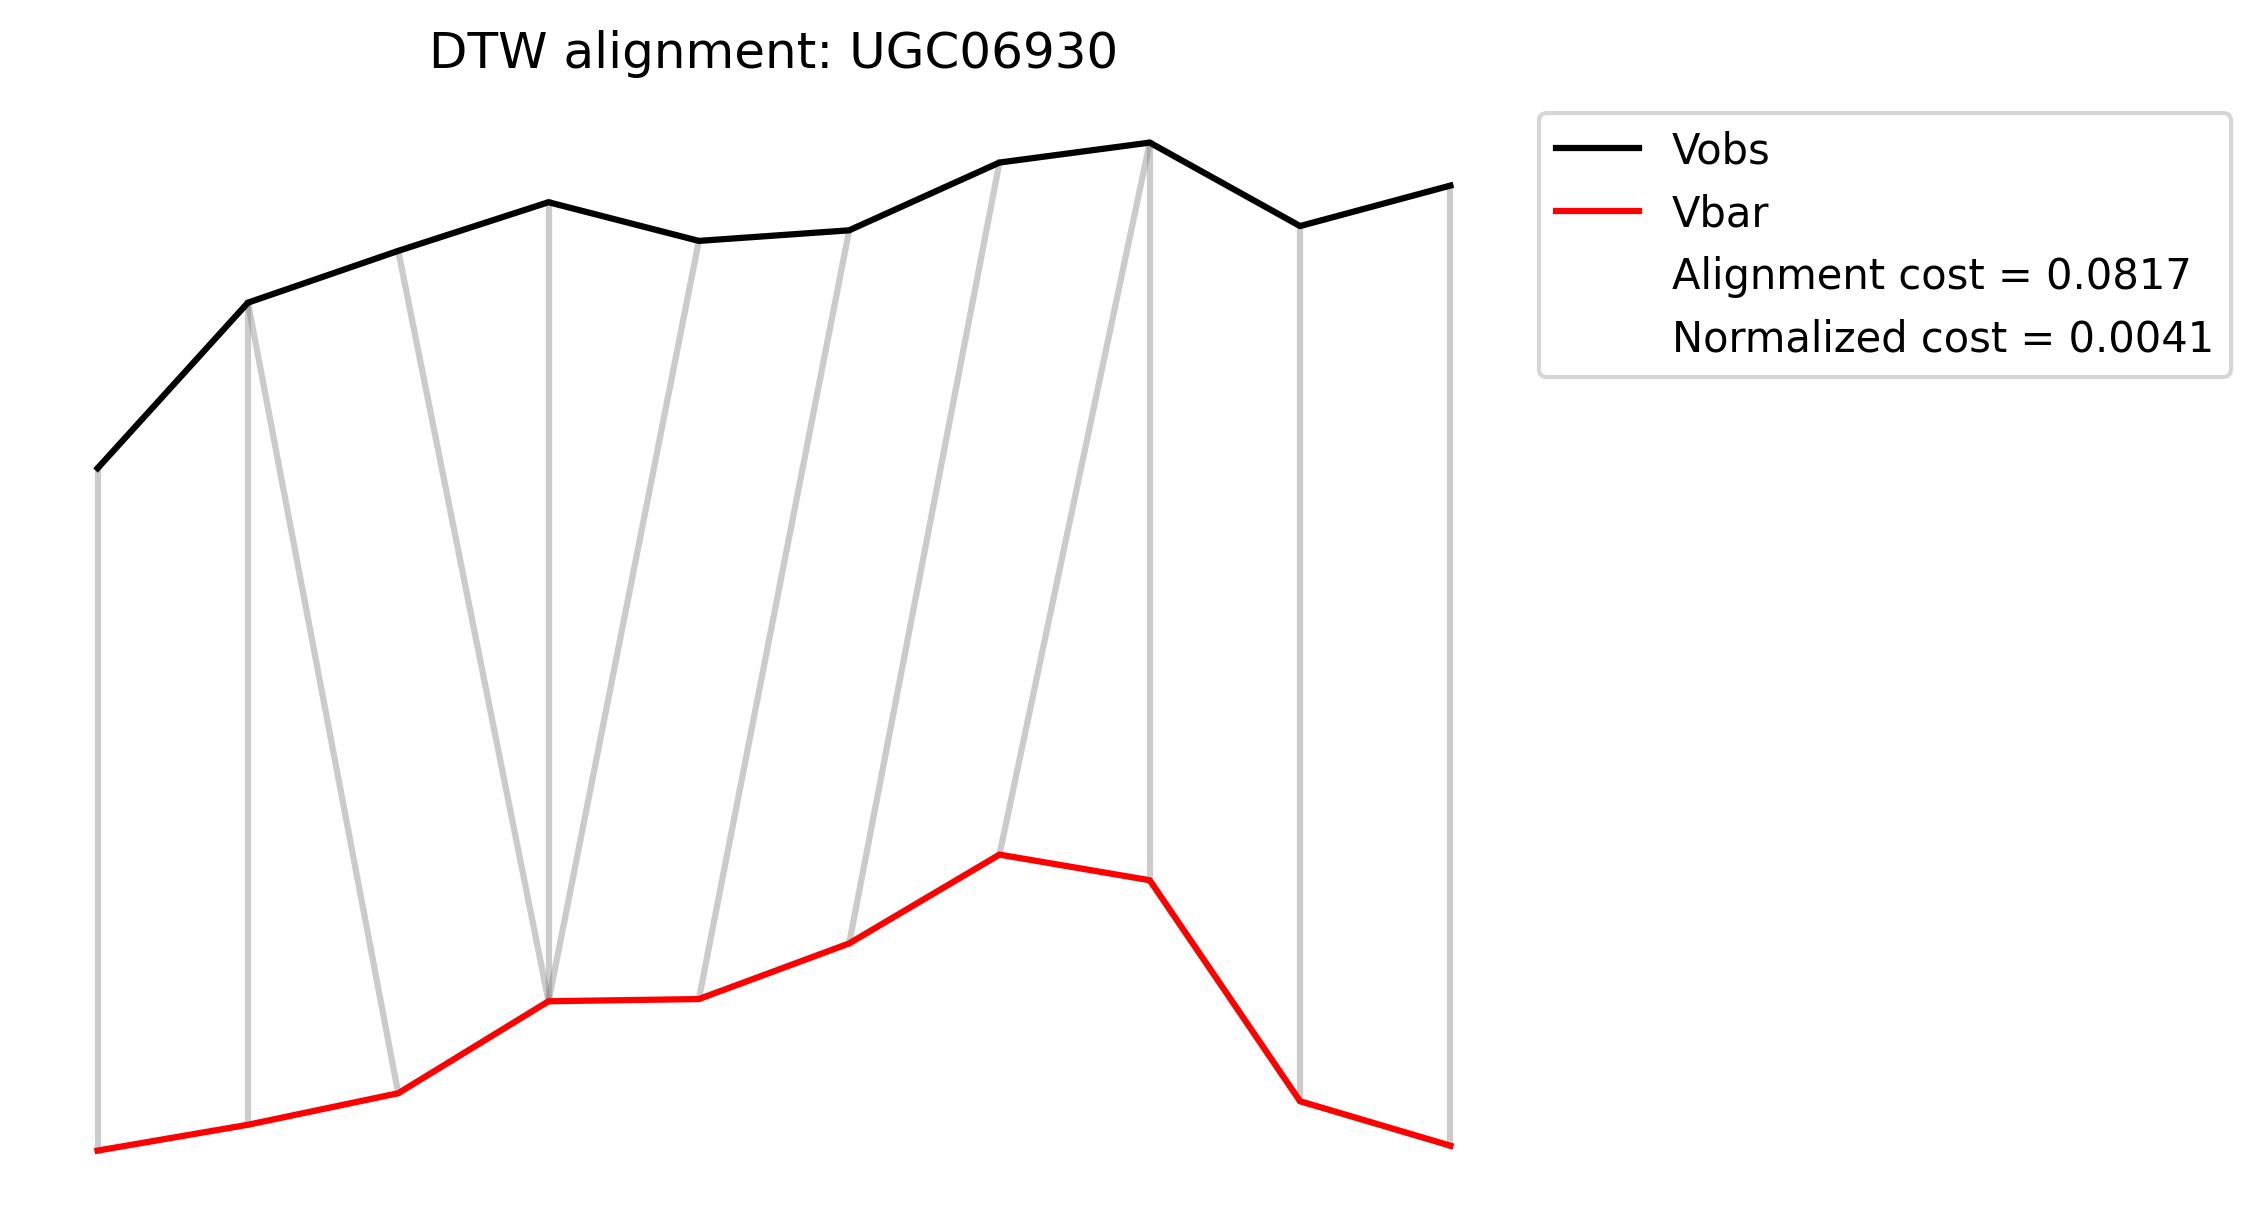 DTW alignment: UGC06930
Vobs
Vbar
Alignment cost = 0.0817
Normalized cost = 0.0041